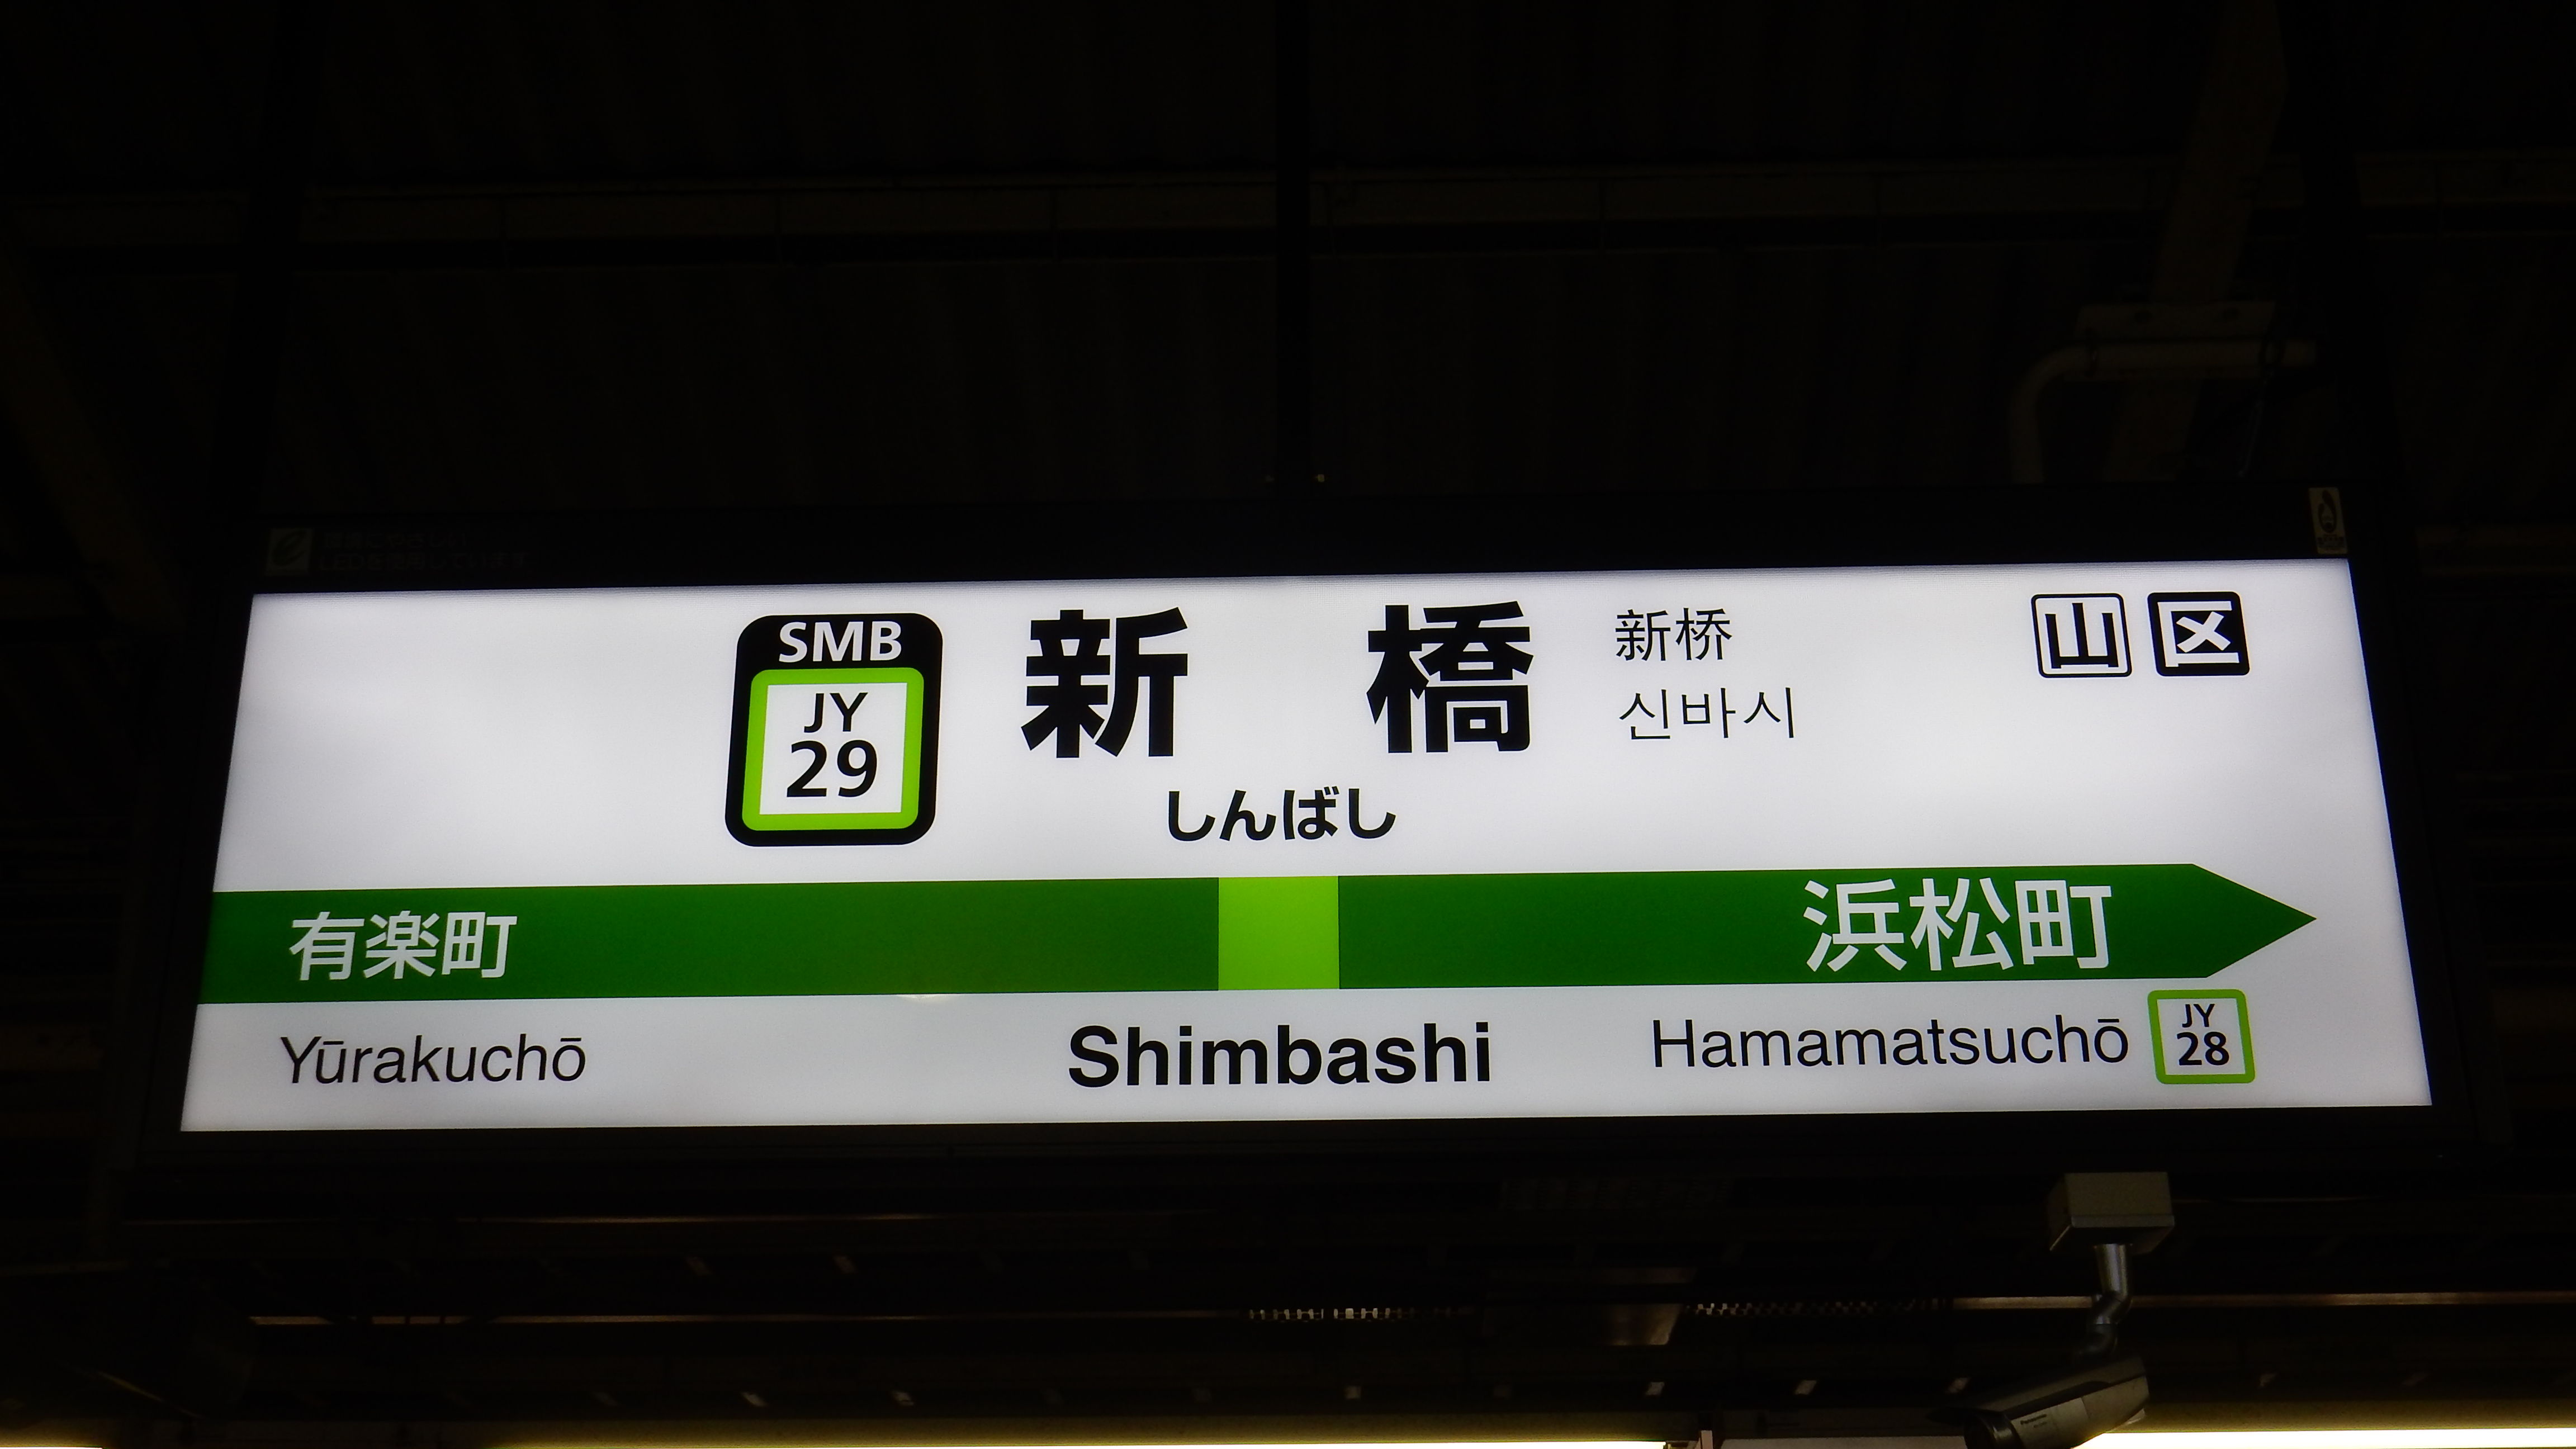 SMB
JY
29
新橋
しんばし
新桥
신바시
山 区
有楽町
浜松町
Yūrakuchō
Shimbashi
Hamamatsuchō
JY
28